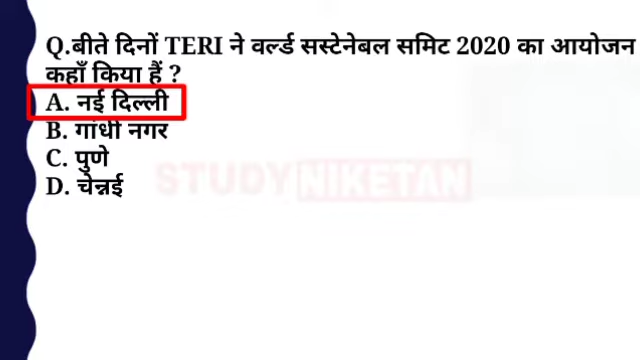 Q.बीते दिनों TERI ने वर्ल्ड सस्टेनेबल समिट 2020 का आयोजन
कहाँ किया हैं ?
A. नई दिल्ली
B. गांधी नगर
C. पुणे
D. चेन्नई
STUDY NIKETAN